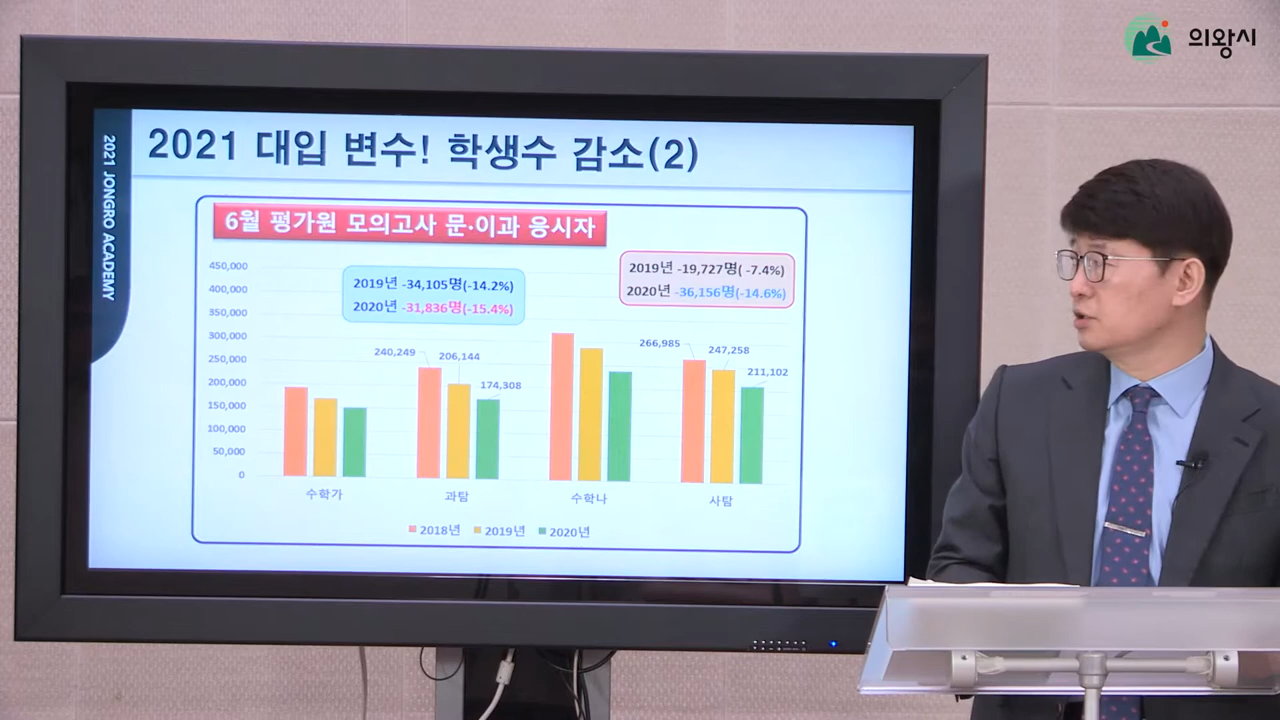 의왕시
2021 JONGRO ACADEMY
2021 대입 변수! 학생수 감소(2)
6월 평가원 모의고사 문·이과 응시자
2019년 -34,105명(-14.2%)
2020년 -31,836명(-15.4%)
2019년 -19,727명( -7.4%)
2020년 -36,156명(-14.6%)
450,000
400,000
350,000
300,000
250,000
200,000
150,000
100,000
50,000
0
240,249
206,144
174,308
266,985
247,258
211,102
수학가
과탐
수학나
사탐
2018년 2019년 2020년